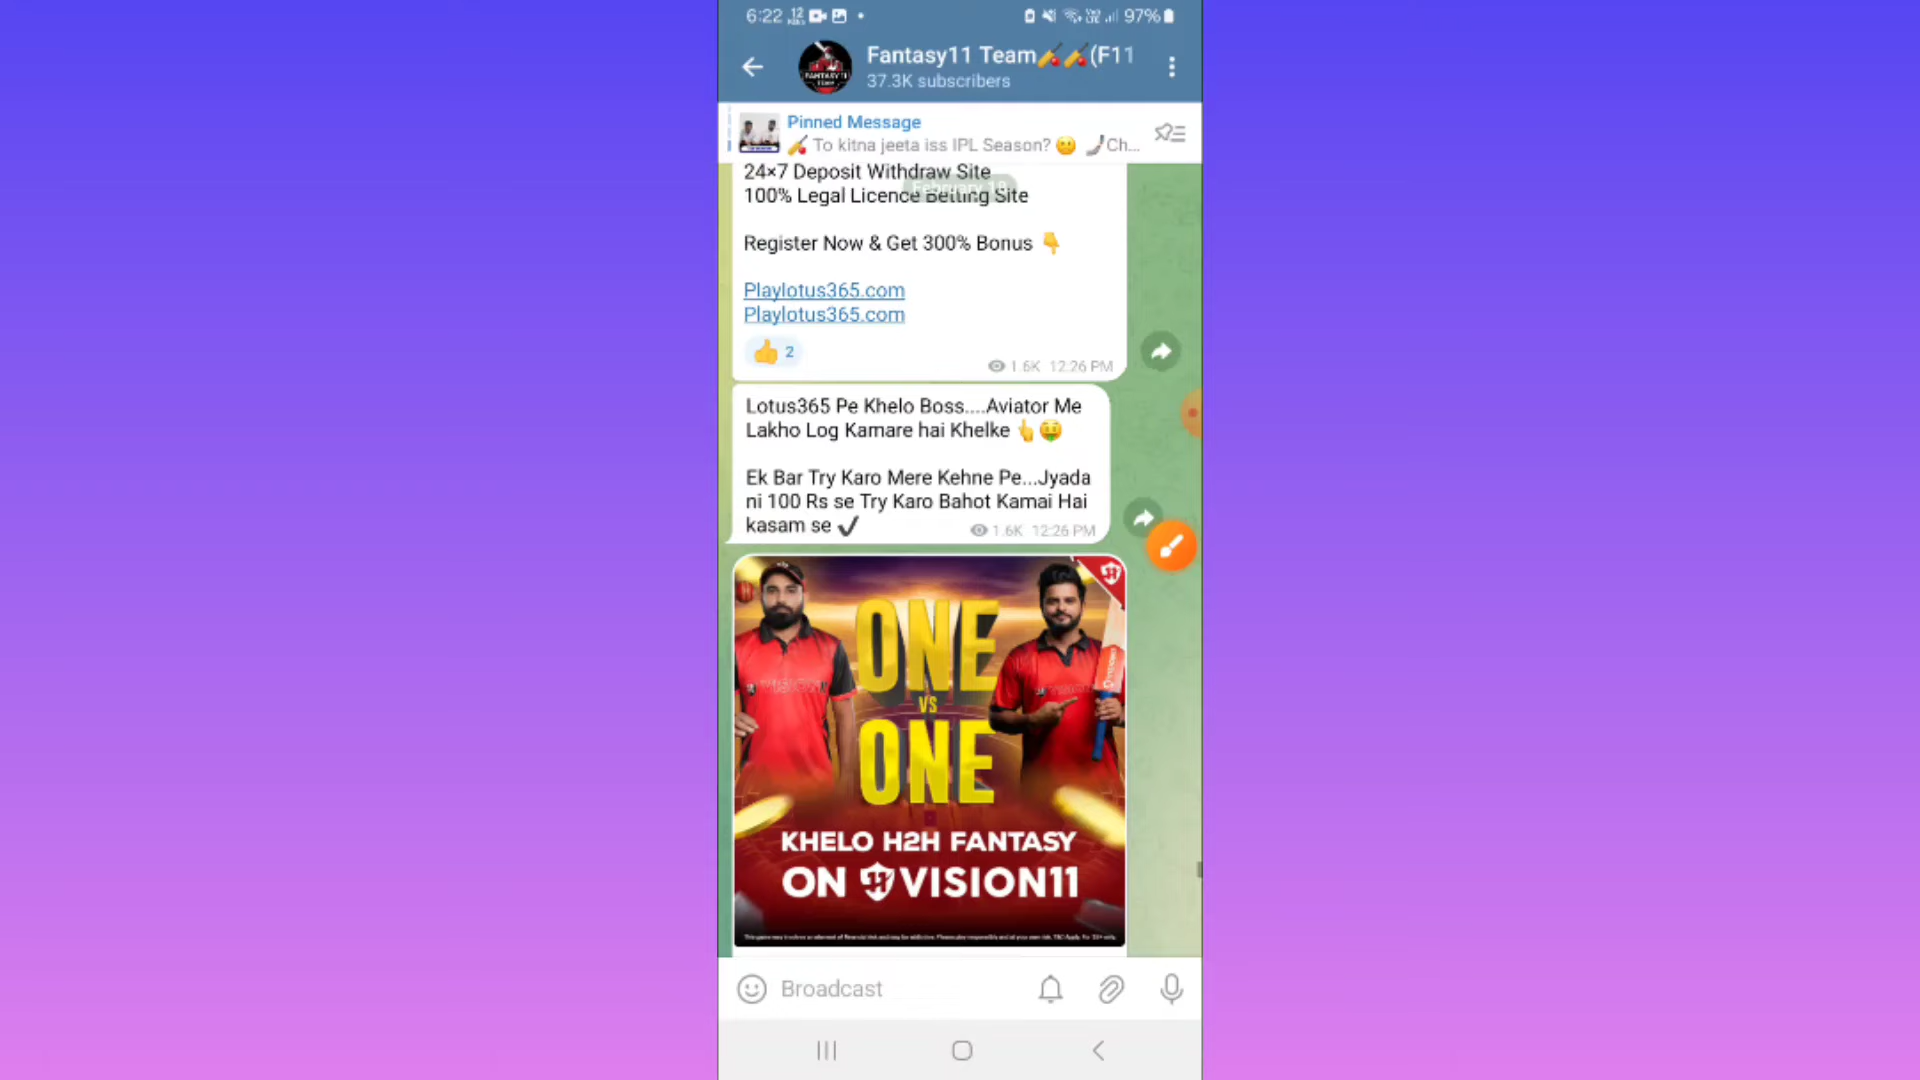 6:22
97%
Fantasy11 Team🏏🏏(F11
37.3K subscribers
Pinned Message
🏏 To kitna jeeta iss IPL Season? 🤔 🤳Ch...
24×7 Deposit Withdraw Site
February
100% Legal Licence Betting Site
Register Now & Get 300% Bonus 👇
Playlotus365.com
Playlotus365.com
👍 2
1.6K 12:26 PM
Lotus365 Pe Khelo Boss....Aviator Me
Lakho Log Kamare hai Khelke 👆🤑
Ek Bar Try Karo Mere Kehne Pe...Jyada
ni 100 Rs se Try Karo Bahot Kamai Hai
kasam se ✔
1.6K 12:26 PM
ONE
VS
ONE
KHELO H2H FANTASY
ON VISION11
Broadcast